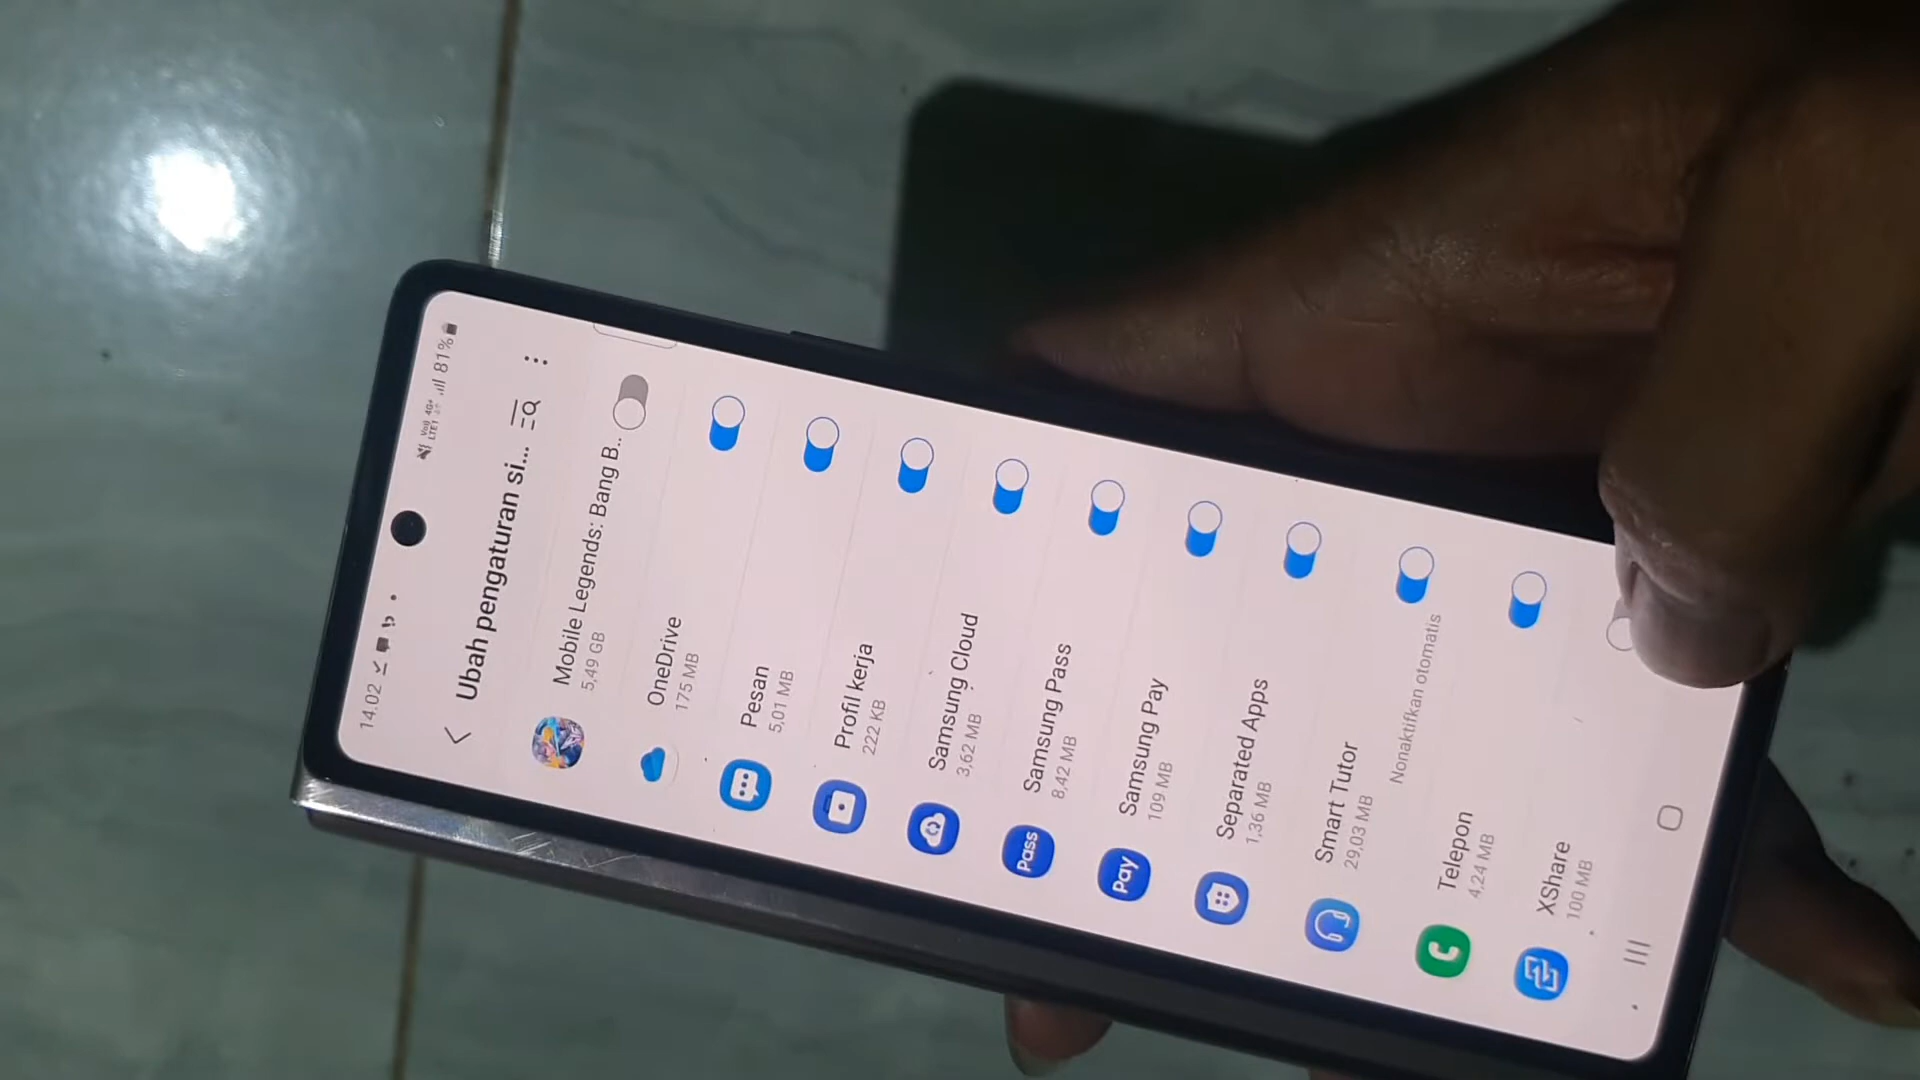 14.02
Vo))
LTE1
4G+
81%
Ubah pengaturan si...
Mobile Legends: Bang B..
5,49 GB
OneDrive
175 MB
Pesan
5,01 MB
Profil kerja
222 KB
Samsung Cloud
3,62 MB
Pass
Samsung Pass
8,42 MB
Pay
Samsung Pay
109 MB
Separated Apps
1,36 MB
Smart Tutor
29,03 MB
Nonaktifkan otomatis
Telepon
4,24 MB
XShare
100 MB